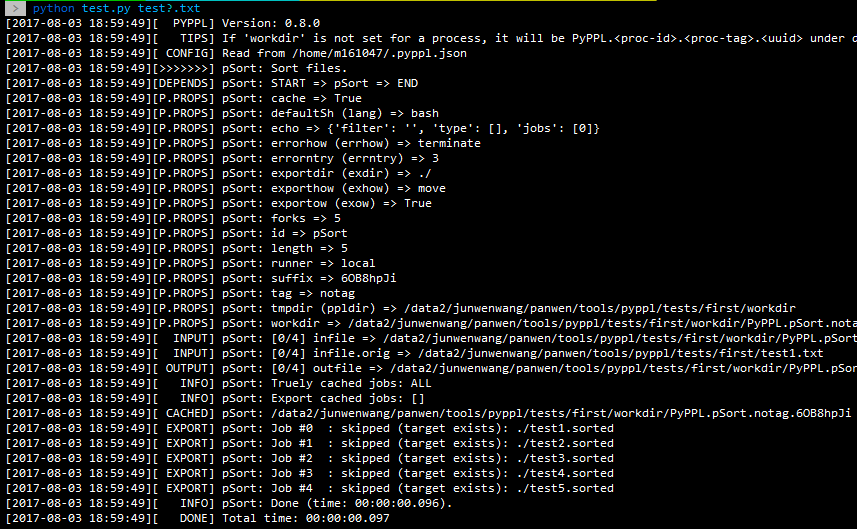 > python test.py test?.txt
[2017-08-03 18:59:49][  PYPPL] Version: 0.8.0
[2017-08-03 18:59:49][   TIPS] If 'workdir' is not set for a process, it will be PyPPL.<proc-id>.<proc-tag>.<uuid> under
[2017-08-03 18:59:49][ CONFIG] Read from /home/m161047/.pyppl.json
[2017-08-03 18:59:49][>>>>>>>] pSort: Sort files.
[2017-08-03 18:59:49][DEPENDS] pSort: START => pSort => END
[2017-08-03 18:59:49][P.PROPS] pSort: cache => True
[2017-08-03 18:59:49][P.PROPS] pSort: defaultSh (lang) => bash
[2017-08-03 18:59:49][P.PROPS] pSort: echo => {'filter': '', 'type': [], 'jobs': [0]}
[2017-08-03 18:59:49][P.PROPS] pSort: errorhow (errhow) => terminate
[2017-08-03 18:59:49][P.PROPS] pSort: errorntry (errntry) => 3
[2017-08-03 18:59:49][P.PROPS] pSort: exportdir (exdir) => ./
[2017-08-03 18:59:49][P.PROPS] pSort: exporthow (exhow) => move
[2017-08-03 18:59:49][P.PROPS] pSort: exportow (exow) => True
[2017-08-03 18:59:49][P.PROPS] pSort: forks => 5
[2017-08-03 18:59:49][P.PROPS] pSort: id => pSort
[2017-08-03 18:59:49][P.PROPS] pSort: length => 5
[2017-08-03 18:59:49][P.PROPS] pSort: runner => local
[2017-08-03 18:59:49][P.PROPS] pSort: suffix => 6OB8hpJi
[2017-08-03 18:59:49][P.PROPS] pSort: tag => notag
[2017-08-03 18:59:49][P.PROPS] pSort: tmpdir (ppldir) => /data2/junwenwang/panwen/tools/pyppl/tests/first/workdir
[2017-08-03 18:59:49][P.PROPS] pSort: workdir => /data2/junwenwang/panwen/tools/pyppl/tests/first/workdir/PyPPL.pSort.nota
[2017-08-03 18:59:49][  INPUT] pSort: [0/4] infile => /data2/junwenwang/panwen/tools/pyppl/tests/first/workdir/PyPPL.pSort
[2017-08-03 18:59:49][  INPUT] pSort: [0/4] infile.orig => /data2/junwenwang/panwen/tools/pyppl/tests/first/test1.txt
[2017-08-03 18:59:49][ OUTPUT] pSort: [0/4] outfile => /data2/junwenwang/panwen/tools/pyppl/tests/first/workdir/PyPPL.pSor
[2017-08-03 18:59:49][   INFO] pSort: Truely cached jobs: ALL
[2017-08-03 18:59:49][   INFO] pSort: Export cached jobs: []
[2017-08-03 18:59:49][ CACHED] pSort: /data2/junwenwang/panwen/tools/pyppl/tests/first/workdir/PyPPL.pSort.notag.6OB8hpJi
[2017-08-03 18:59:49][ EXPORT] pSort: Job #0  : skipped (target exists): ./test1.sorted
[2017-08-03 18:59:49][ EXPORT] pSort: Job #1  : skipped (target exists): ./test2.sorted
[2017-08-03 18:59:49][ EXPORT] pSort: Job #2  : skipped (target exists): ./test3.sorted
[2017-08-03 18:59:49][ EXPORT] pSort: Job #3  : skipped (target exists): ./test4.sorted
[2017-08-03 18:59:49][ EXPORT] pSort: Job #4  : skipped (target exists): ./test5.sorted
[2017-08-03 18:59:49][   INFO] pSort: Done (time: 00:00:00.096).
[2017-08-03 18:59:49][   DONE] Total time: 00:00:00.097